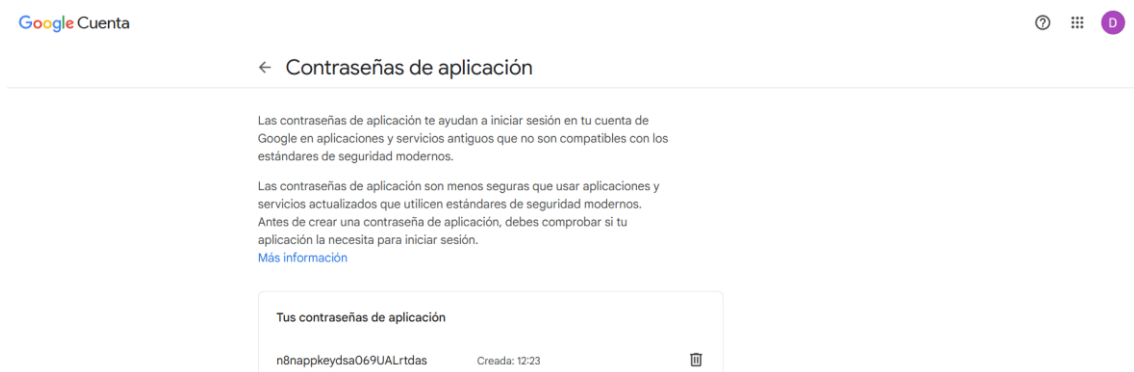 Google Cuenta
D
Contraseñas de aplicación
Las contraseñas de aplicación te ayudan a iniciar sesión en tu cuenta de
Google en aplicaciones y servicios antiguos que no son compatibles con los
estándares de seguridad modernos.
Las contraseñas de aplicación son menos seguras que usar aplicaciones y
servicios actualizados que utilicen estándares de seguridad modernos.
Antes de crear una contraseña de aplicación, debes comprobar si tu
aplicación la necesita para iniciar sesión.
Más información
Tus contraseñas de aplicación
n8nappkeydsa069UALrtdas Creada: 12:23